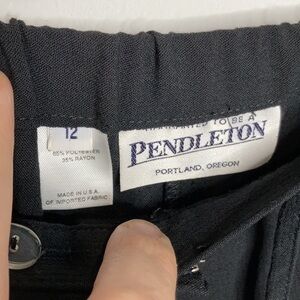 12
65% POLYESTER
35% RAYON
MADE IN U.S.A.
OF IMPORTED FABRIC
WARRANTED TO BE A
PENDLETON
PORTLAND, OREGON